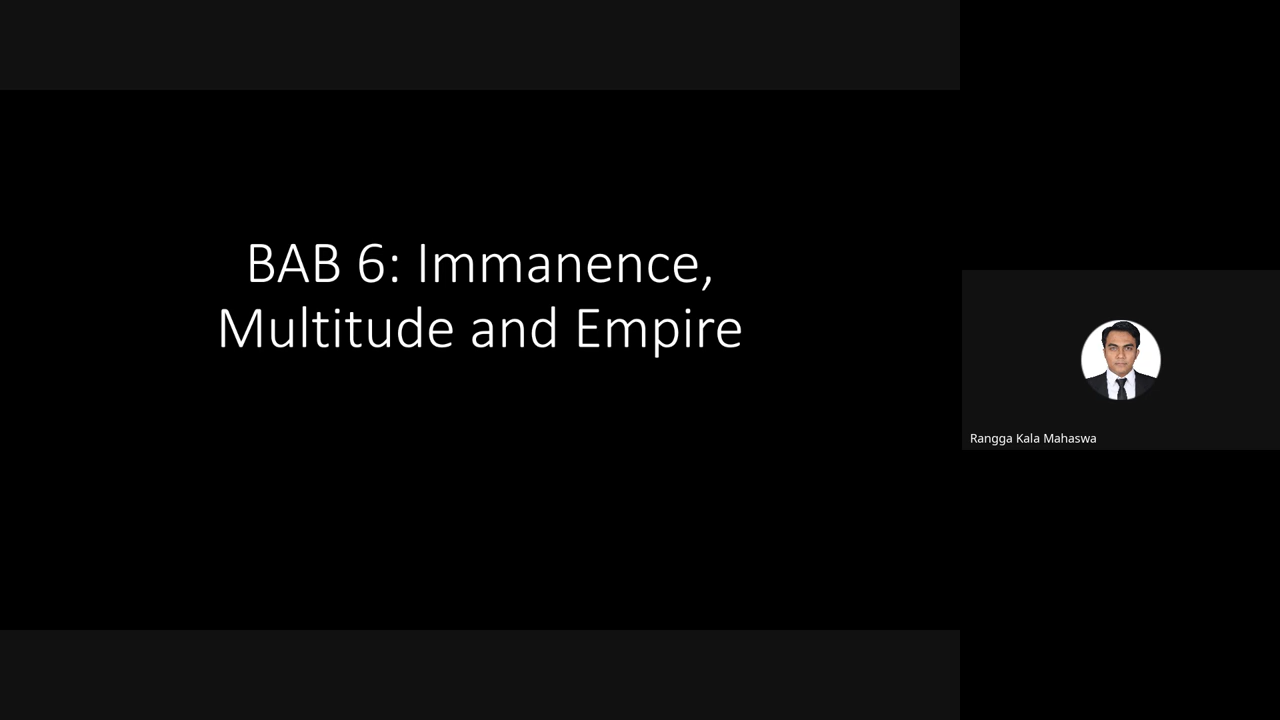 BAB 6: Immanence,
Multitude and Empire
Rangga Kala Mahaswa